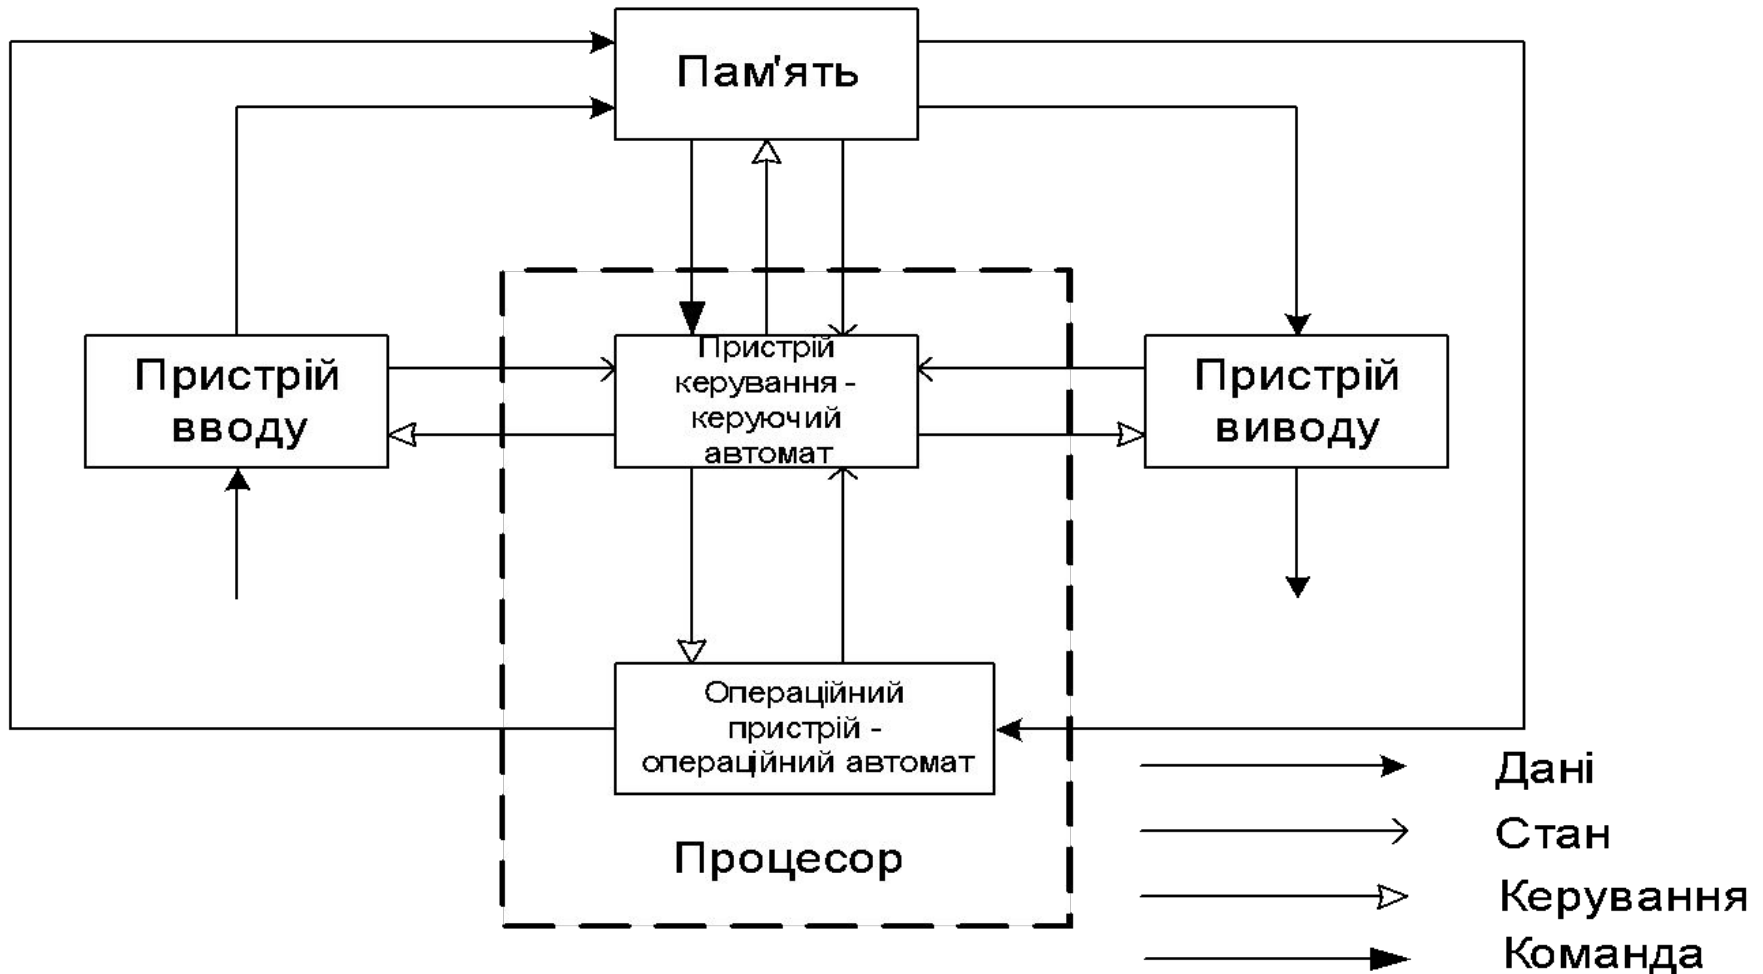 Пам'ять
Пристрій
вводу
Пристрій
керування -
керуючий
автомат
Пристрій
виводу
Операційний
пристрій -
операційний автомат
Процесор
Дані
Стан
Керування
Команда